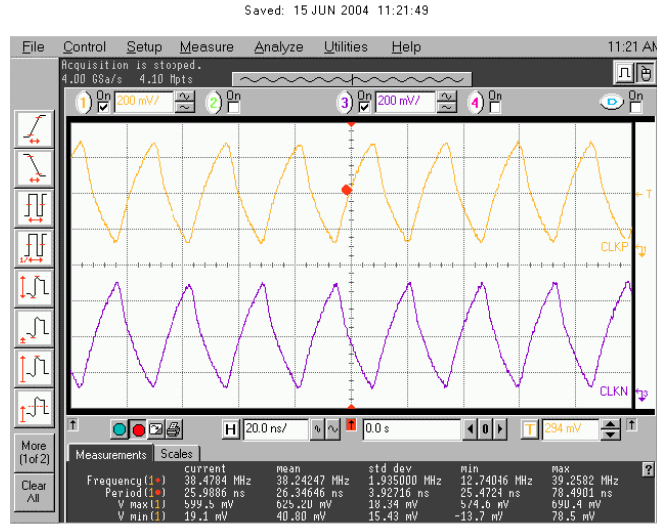 Saved: 15 JUN 2004 11:21:49
File Control Setup Measure Analyze Utilities Help 11:21 AM
Acquisition is stopped.
4.00 GSa/s 4.10 Mpts
1 On 200 mV/ 2 On 3 On 200 mV/ 4 On D On
T
CLKP
1
CLKN
3
H 20.0 ns/ 0.0 s 0 T 294 mV
More
(1of 2)
Clear
All
Measurements Scales ?
current mean std dev min max
Frequency(1) 38.4784 MHz 38.24247 MHz 1.935000 MHz 12.74046 MHz 39.2582 MHz
Period(1) 25.9886 ns 26.34646 ns 3.92716 ns 25.4724 ns 78.4901 ns
V max(1) 599.5 mV 625.20 mV 18.34 mV 574.6 mV 690.4 mV
V min(1) 19.1 mV 40.80 mV 15.43 mV -13.7 mV 78.5 mV